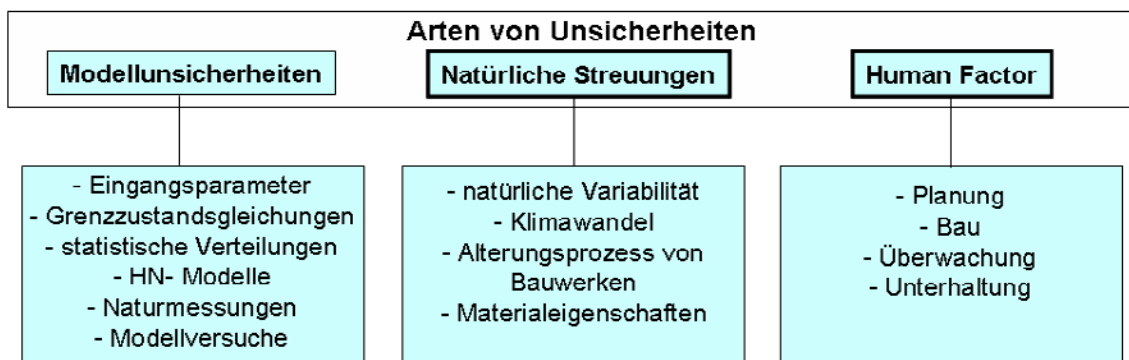 Arten von Unsicherheiten
Modellunsicherheiten
Natürliche Streuungen
Human Factor
- Eingangsparameter
- Grenzzustandsgleichungen
- statistische Verteilungen
- HN- Modelle
- Naturmessungen
- Modellversuche
- natürliche Variabilität
- Klimawandel
- Alterungsprozess von
Bauwerken
- Materialeigenschaften
- Planung
- Bau
- Überwachung
- Unterhaltung